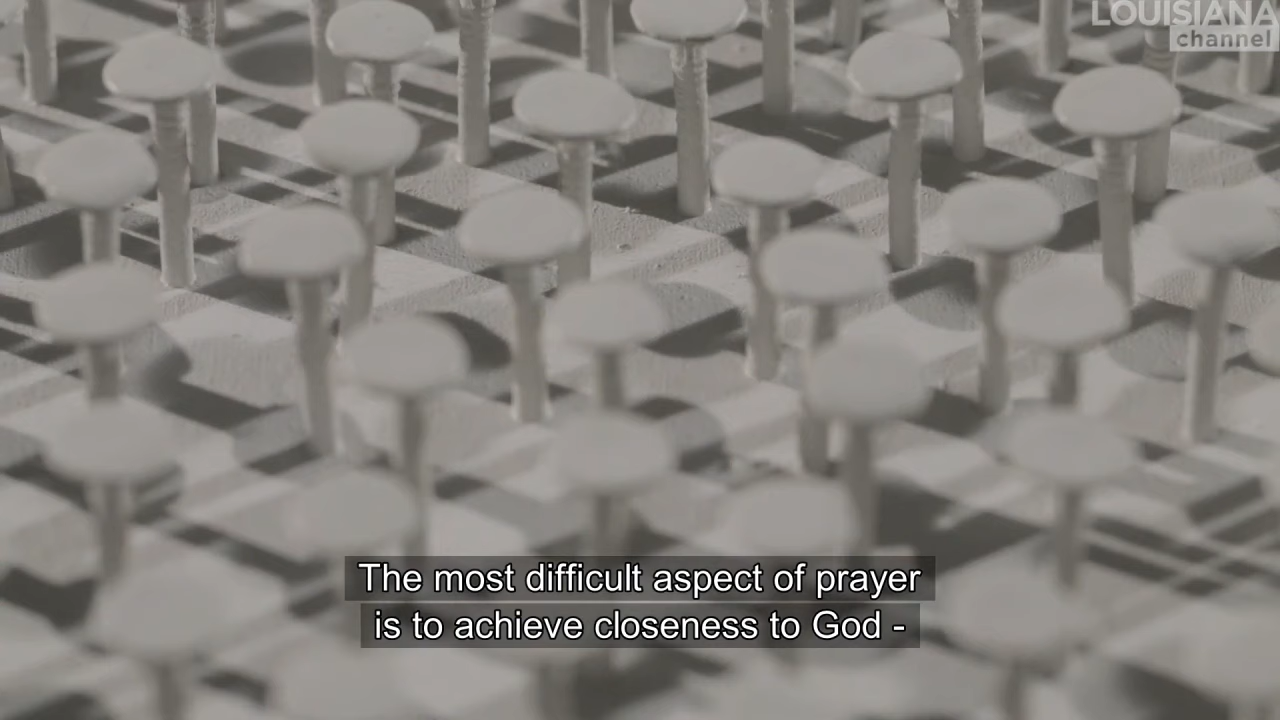 LOUISIANA
channel
The most difficult aspect of prayer
is to achieve closeness to God -